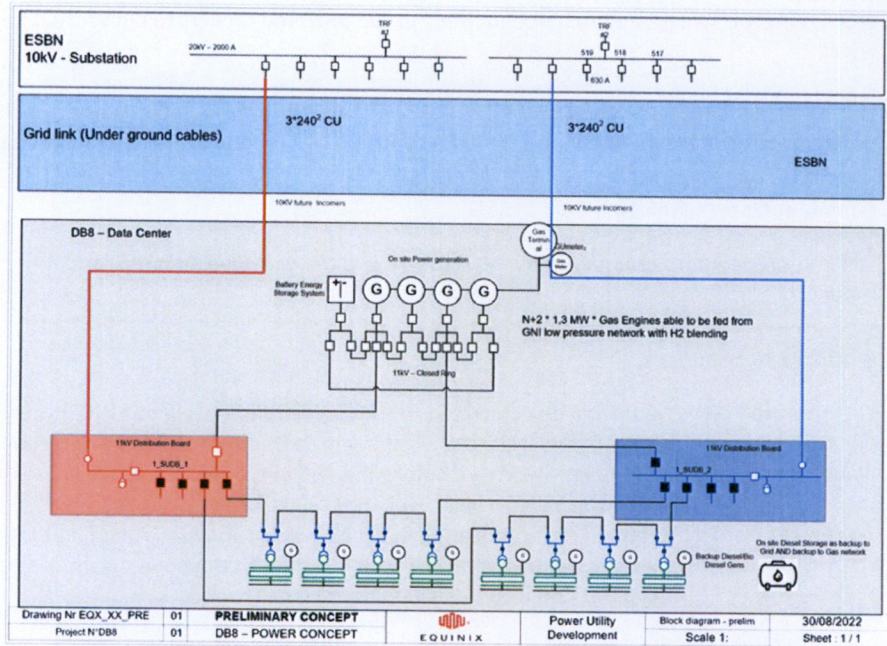 ESBN
10kV - Substation
20kV – 2000 A
TRF
#1
TRF
#2
519
518
517
630 A
Grid link (Under ground cables)
3*240² CU
3*240² CU
ESBN
10KV future Incomers
10KV future Incomers
DB8 – Data Center
On site Power generation
Gas
Termin
al
Battery Energy
Storage System
G
G
G
G
N+2 * 1,3 MW * Gas Engines able to be fed from
GNI low pressure network with H2 blending
11kV – Closed Ring
11kV Distribution Board
1_SUDB_1
11kV Distribution Board
1_SUDB_2
G
G
G
G
G
G
G
G
Backup Diesel/Bio
Diesel Gens
On site Diesel Storage as backup to
Grid AND backup to Gas network
Drawing Nr EQX_XX_PRE
01
PRELIMINARY CONCEPT
EQUINIX
Power Utility
Development
Block diagram - prelim
30/08/2022
Project N°DB8
01
DB8 – POWER CONCEPT
Scale 1:
Sheet : 1 / 1